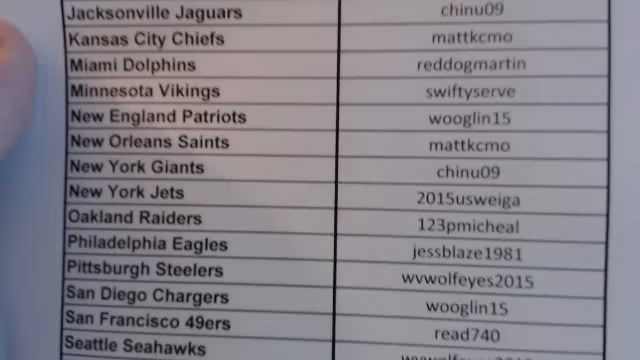 Jacksonville Jaguars chinu09
Kansas City Chiefs mattkcmo
Miami Dolphins reddogmartin
Minnesota Vikings swiftyserve
New England Patriots wooglin15
New Orleans Saints mattkcmo
New York Giants chinu09
New York Jets 2015usweiga
Oakland Raiders 123pmicheal
Philadelphia Eagles jessblaze1981
Pittsburgh Steelers wvwolfeyes2015
San Diego Chargers wooglin15
San Francisco 49ers read740
Seattle Seahawks